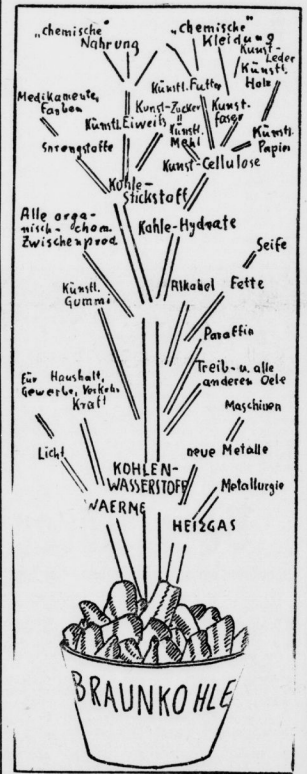 „chemische"
Nahrung
„chemische"
Kleidung
Kunst-
Leder
Künstl.
Holz
Künstl. Futter
Medikamente,
Farben
Kunst-Zucker
Kunst-
faser
Künstl. Eiweiß
Künstl.
Mehl
Künstl.
Papier
Sprengstoffe
Kunst-Cellulose
Kohle-
Stickstoff
Alle orga-
nisch-chem.
Zwischenprod
Kohle-Hydrate
Seife
Künstl.
Gummi
Alkohol
Fette
Paraffin
Treib- u. alle
anderen Oele
Für Haushalt,
Gewerbe, Verkehr
Kraft
Maschinen
Licht
neue Metalle
KOHLEN-
WASSERSTOFF
Metallurgie
WAERME
HEIZGAS
BRAUNKOHLE